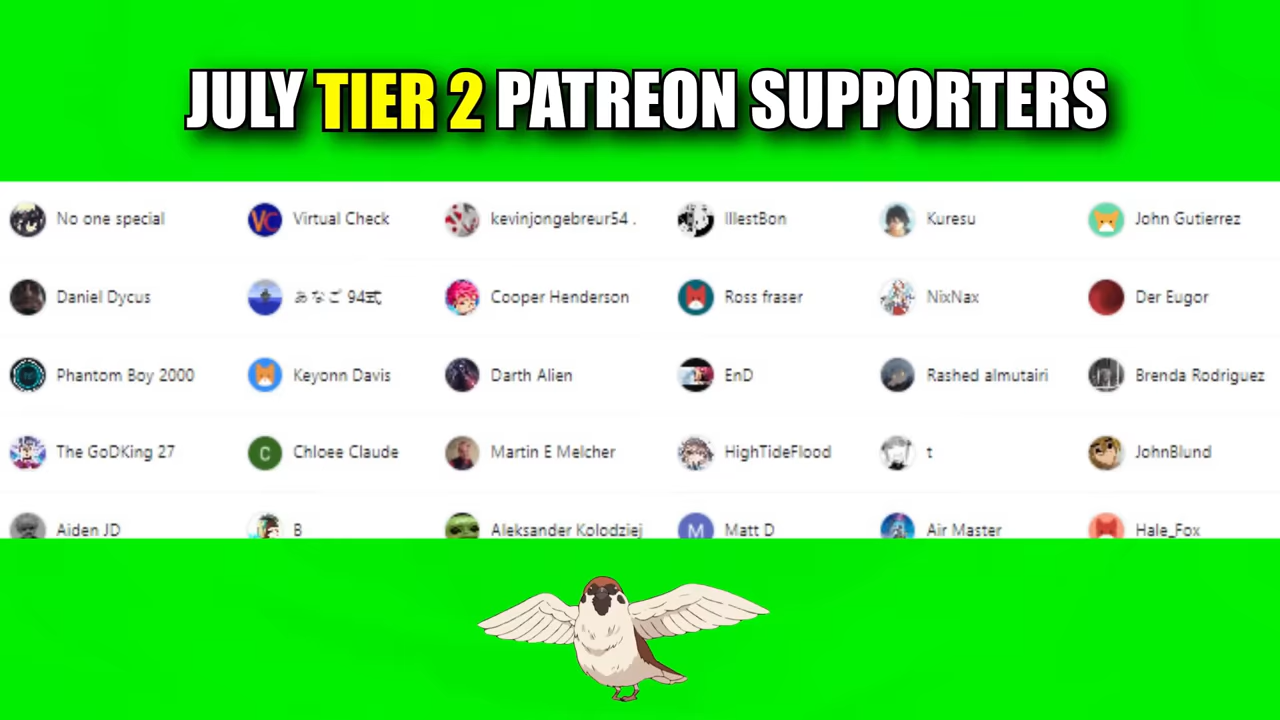 JULY TIER 2 PATREON SUPPORTERS
No one special VC Virtual Check kevinjongebreur54 . IllestBon Kuresu John Gutierrez
Daniel Dycus あなご 94式 Cooper Henderson Ross fraser NixNax Der Eugor
Phantom Boy 2000 Keyonn Davis Darth Alien EnD Rashed almutairi Brenda Rodriguez
The GoDKing 27 C Chloee Claude Martin E Melcher HighTideFlood t JohnBlund
Aiden JD B Aleksander Kolodziej M Matt D Air Master Hale_Fox